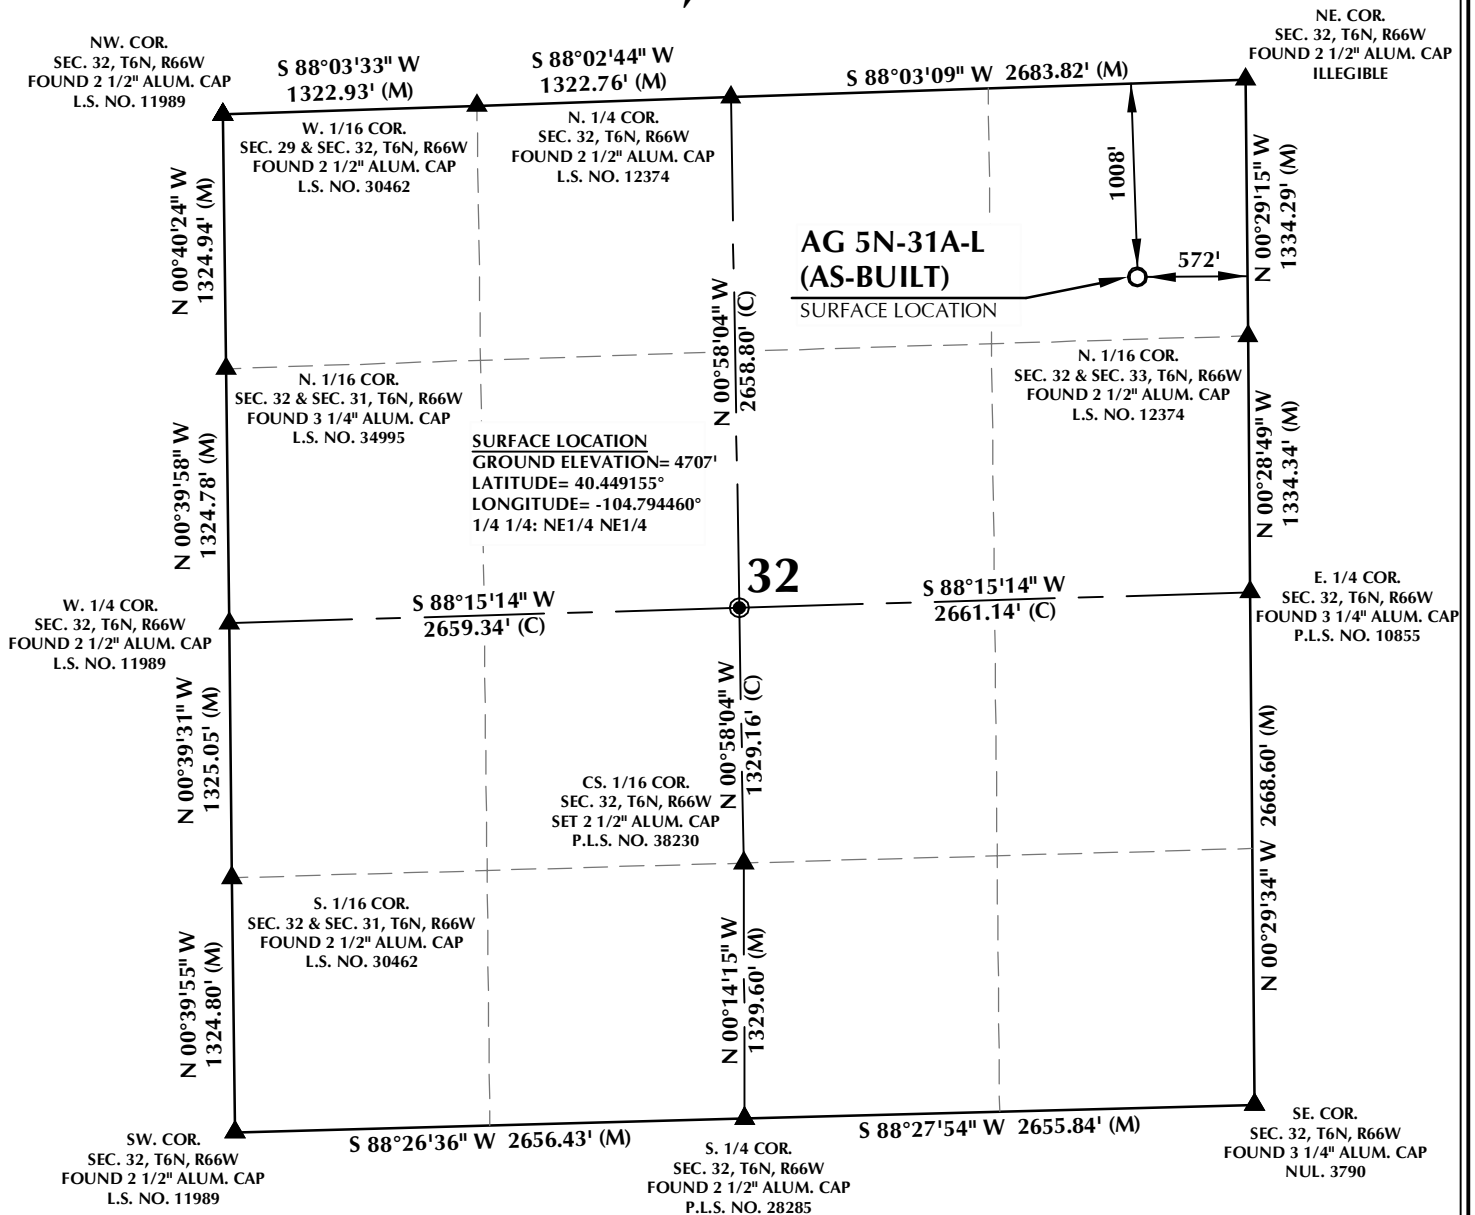 NW. COR.
SEC. 32, T6N, R66W
FOUND 2 1/2" ALUM. CAP
L.S. NO. 11989
S 88°03'33" W
1322.93' (M)
S 88°02'44" W
1322.76' (M)
S 88°03'09" W 2683.82' (M)
NE. COR.
SEC. 32, T6N, R66W
FOUND 2 1/2" ALUM. CAP
ILLEGIBLE
W. 1/16 COR.
SEC. 29 & SEC. 32, T6N, R66W
FOUND 2 1/2" ALUM. CAP
L.S. NO. 30462
N. 1/4 COR.
SEC. 32, T6N, R66W
FOUND 2 1/2" ALUM. CAP
L.S. NO. 12374
N 00°40'24" W
1324.94' (M)
1008'
N 00°29'15" W
1334.29' (M)
AG 5N-31A-L
(AS-BUILT)
SURFACE LOCATION
572'
N 00°58'04" W
2658.80' (C)
N. 1/16 COR.
SEC. 32 & SEC. 31, T6N, R66W
FOUND 3 1/4" ALUM. CAP
L.S. NO. 34995
N. 1/16 COR.
SEC. 32 & SEC. 33, T6N, R66W
FOUND 2 1/2" ALUM. CAP
L.S. NO. 12374
N 00°39'58" W
1324.78' (M)
SURFACE LOCATION
GROUND ELEVATION= 4707'
LATITUDE= 40.449155°
LONGITUDE= -104.794460°
1/4 1/4: NE1/4 NE1/4
N 00°28'49" W
1334.34' (M)
32
W. 1/4 COR.
SEC. 32, T6N, R66W
FOUND 2 1/2" ALUM. CAP
L.S. NO. 11989
S 88°15'14" W
2659.34' (C)
S 88°15'14" W
2661.14' (C)
E. 1/4 COR.
SEC. 32, T6N, R66W
FOUND 3 1/4" ALUM. CAP
P.L.S. NO. 10855
N 00°39'31" W
1325.05' (M)
N 00°58'04" W
1329.16' (C)
CS. 1/16 COR.
SEC. 32, T6N, R66W
SET 2 1/2" ALUM. CAP
P.L.S. NO. 38230
N 00°29'34" W 2668.60' (M)
S. 1/16 COR.
SEC. 32 & SEC. 31, T6N, R66W
FOUND 2 1/2" ALUM. CAP
L.S. NO. 30462
N 00°39'55" W
1324.80' (M)
N 00°14'15" W
1329.60' (M)
SW. COR.
SEC. 32, T6N, R66W
FOUND 2 1/2" ALUM. CAP
L.S. NO. 11989
S 88°26'36" W 2656.43' (M)
S. 1/4 COR.
SEC. 32, T6N, R66W
FOUND 2 1/2" ALUM. CAP
P.L.S. NO. 28285
S 88°27'54" W 2655.84' (M)
SE. COR.
SEC. 32, T6N, R66W
FOUND 3 1/4" ALUM. CAP
NUL. 3790